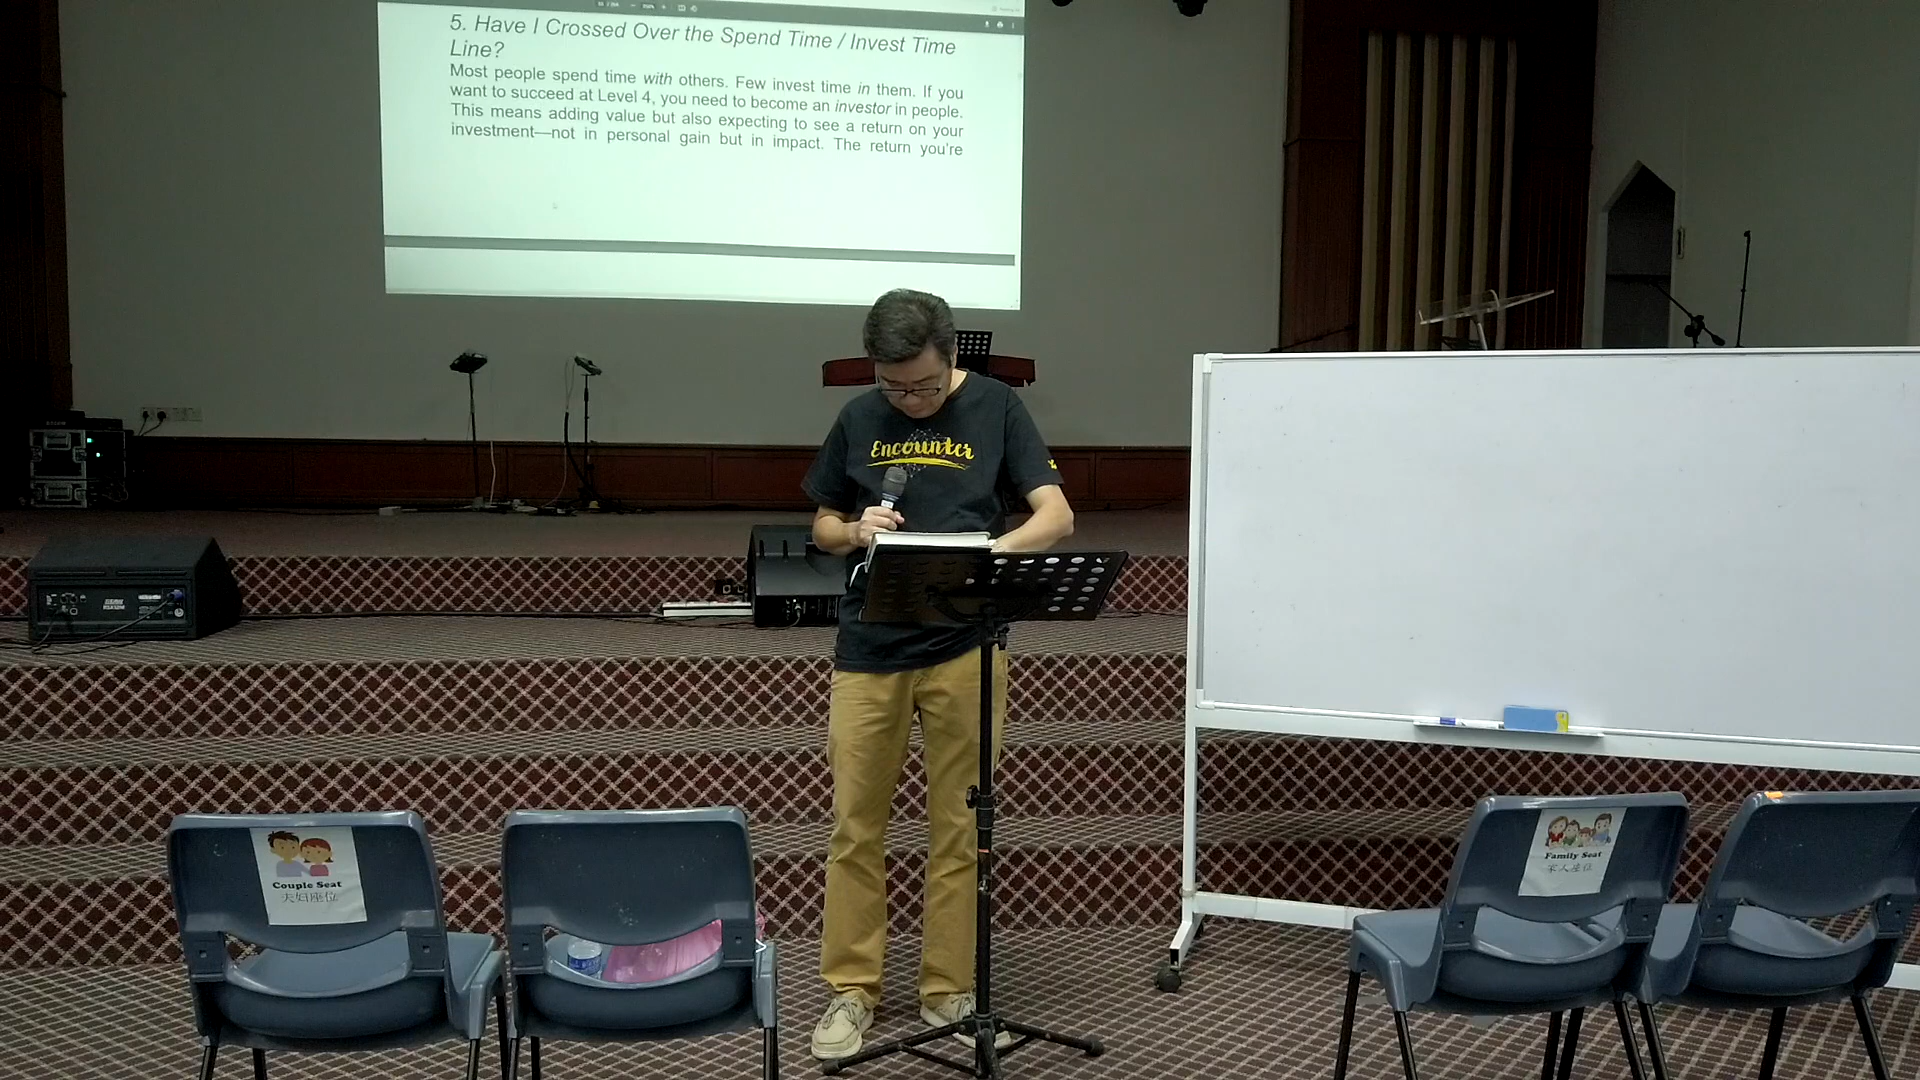 5. Have I Crossed Over the Spend Time / Invest Time
Line?
Most people spend time with others. Few invest time in them. If you
want to succeed at Level 4, you need to become an investor in people.
This means adding value but also expecting to see a return on your
investment—not in personal gain but in impact. The return you're
Encounter
Couple Seat
夫妇座位
Family Seat
家人座位